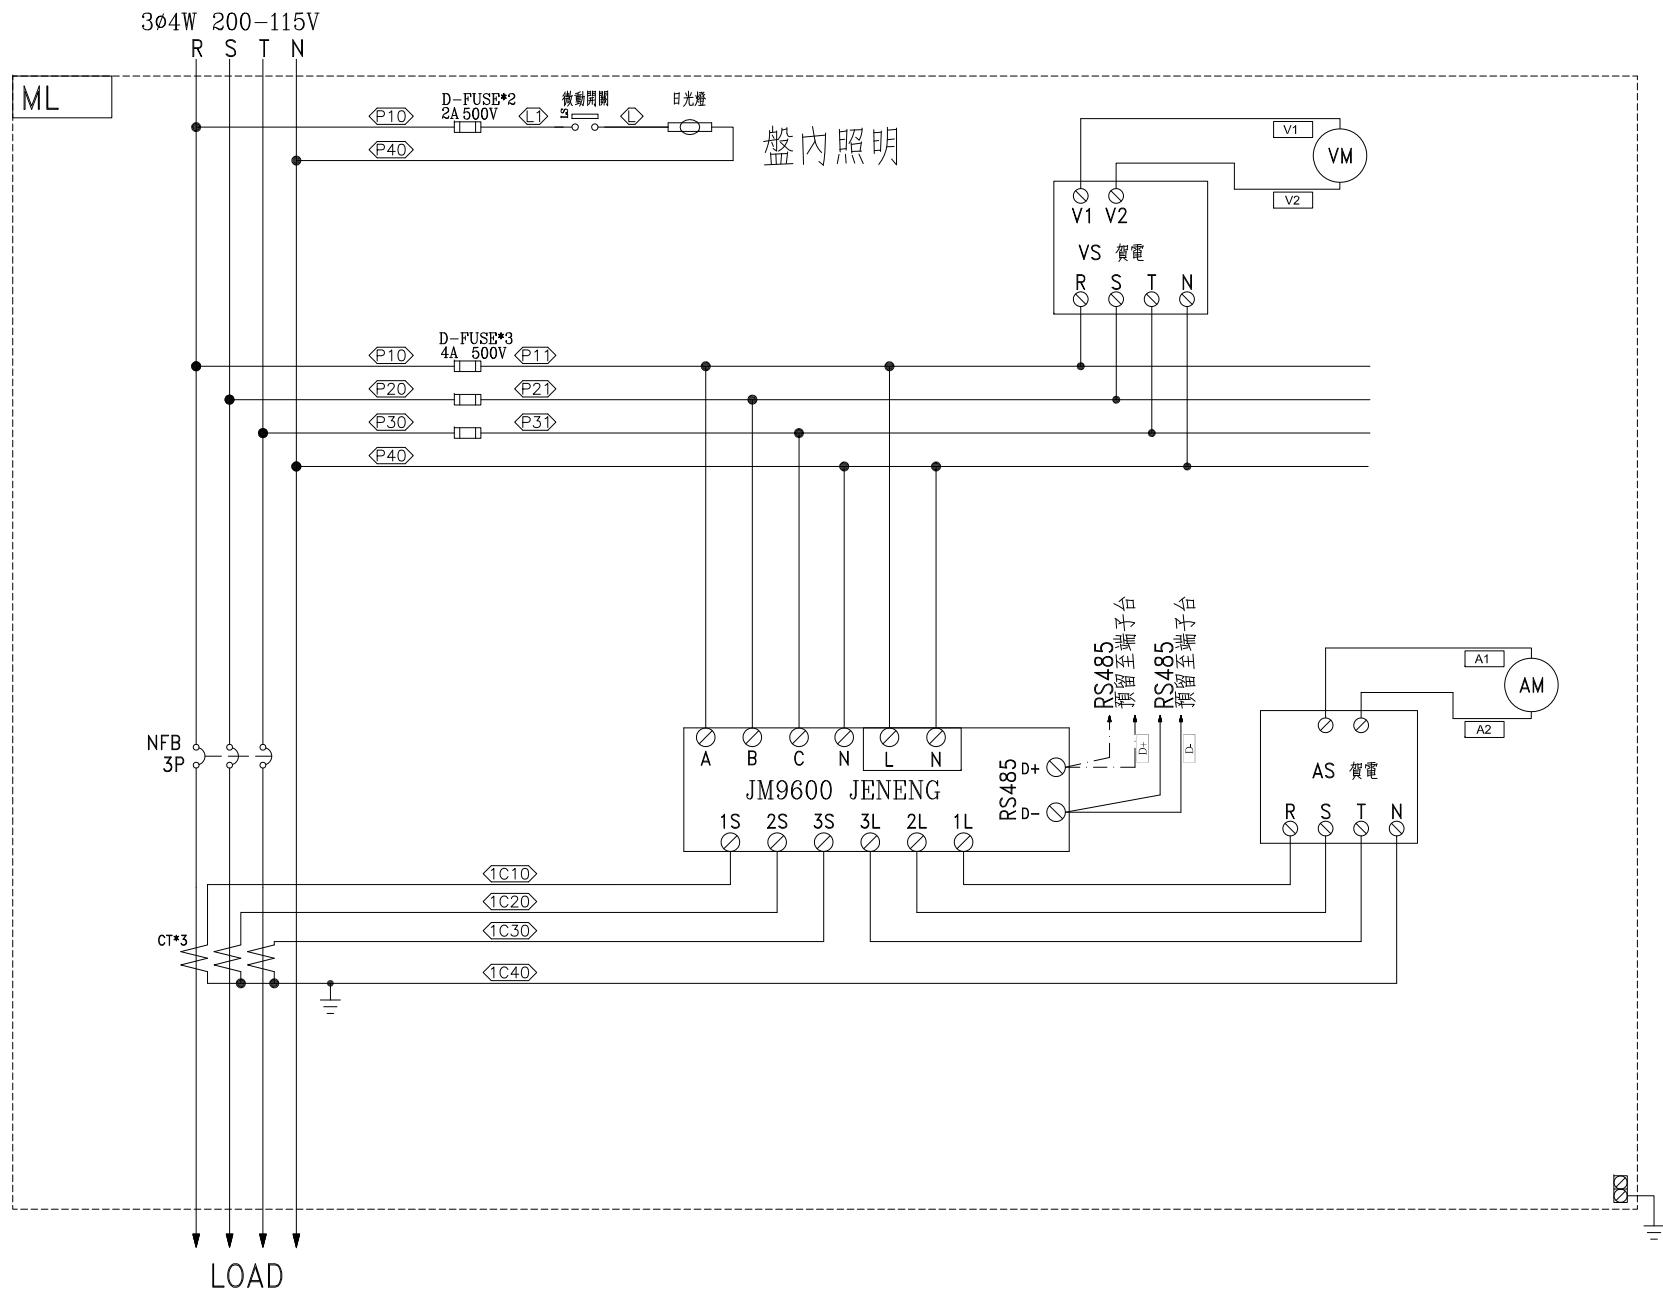 3ø4W 200-115V
R S T N
ML
P10
D-FUSE*2
2A 500V
L1
微動開關
LS
L
日光燈
P40
盤內照明
V1
VM
V2
V1 V2
VS 賀電
R S T N
D-FUSE*3
4A 500V
P10
P11
P20
P21
P30
P31
P40
RS485
預留至端子台
RS485
預留至端子台
A1
AM
A2
NFB
3P
A B C N L N
JM9600 JENENG
RS485
D+
D-
D+
D-
1S 2S 3S 3L 2L 1L
AS 賀電
R S T N
1C10
1C20
1C30
CT*3
1C40
LOAD